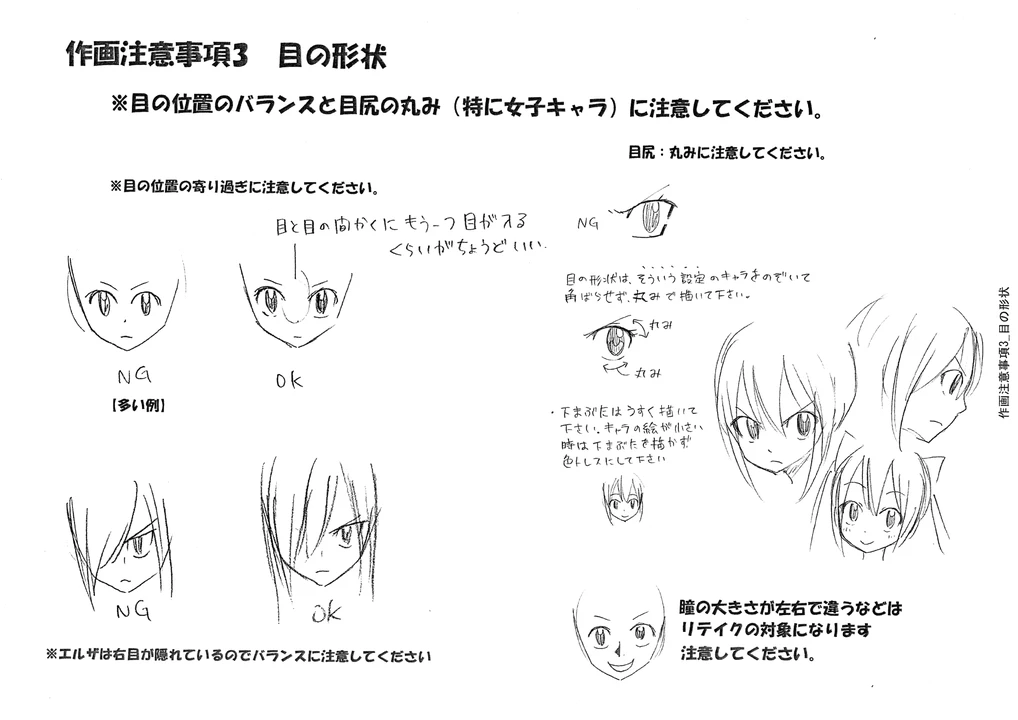 作画注意事項3　目の形状
※目の位置のバランスと目尻の丸み（特に女子キャラ）に注意してください。
目尻：丸みに注意してください。
※目の位置の寄り過ぎに注意してください。
目と目の間かくに もう一つ 目が入る
くらいがちょうどいい.
NG
OK
【多い例】
NG
OK
※エルザは右目が隠れているのでバランスに注意してください
NG
目の形状は、そういう設定のキャラをのぞいて
角ばらせず、丸みで描いて下さい。
丸み
丸み
・下まぶたはうすく描いて
下さい。キャラの絵が小さい
時は下まぶたを描かず
色トレスにして下さい
瞳の大きさが左右で違うなどは
リテイクの対象になります
注意してください。
作画注意事項3_目の形状